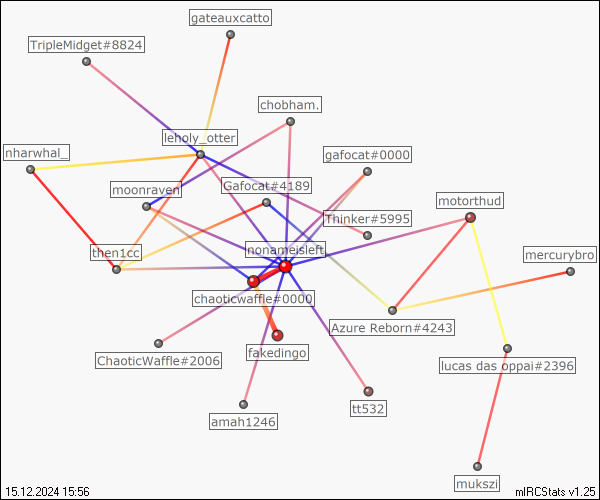 gateauxcatto
TripleMidget#8824
chobham.
leholy_otter
nharwhal_
gafocat#0000
moonraven
Gafocat#4189
motorthud
Thinker#5995
then1cc
nonameisleft
mercurybro
chaoticwaffle#0000
Azure Reborn#4243
ChaoticWaffle#2006
fakedingo
lucas das oppai#2396
tt532
amah1246
mukszi
15.12.2024 15:56
mIRCStats v1.25